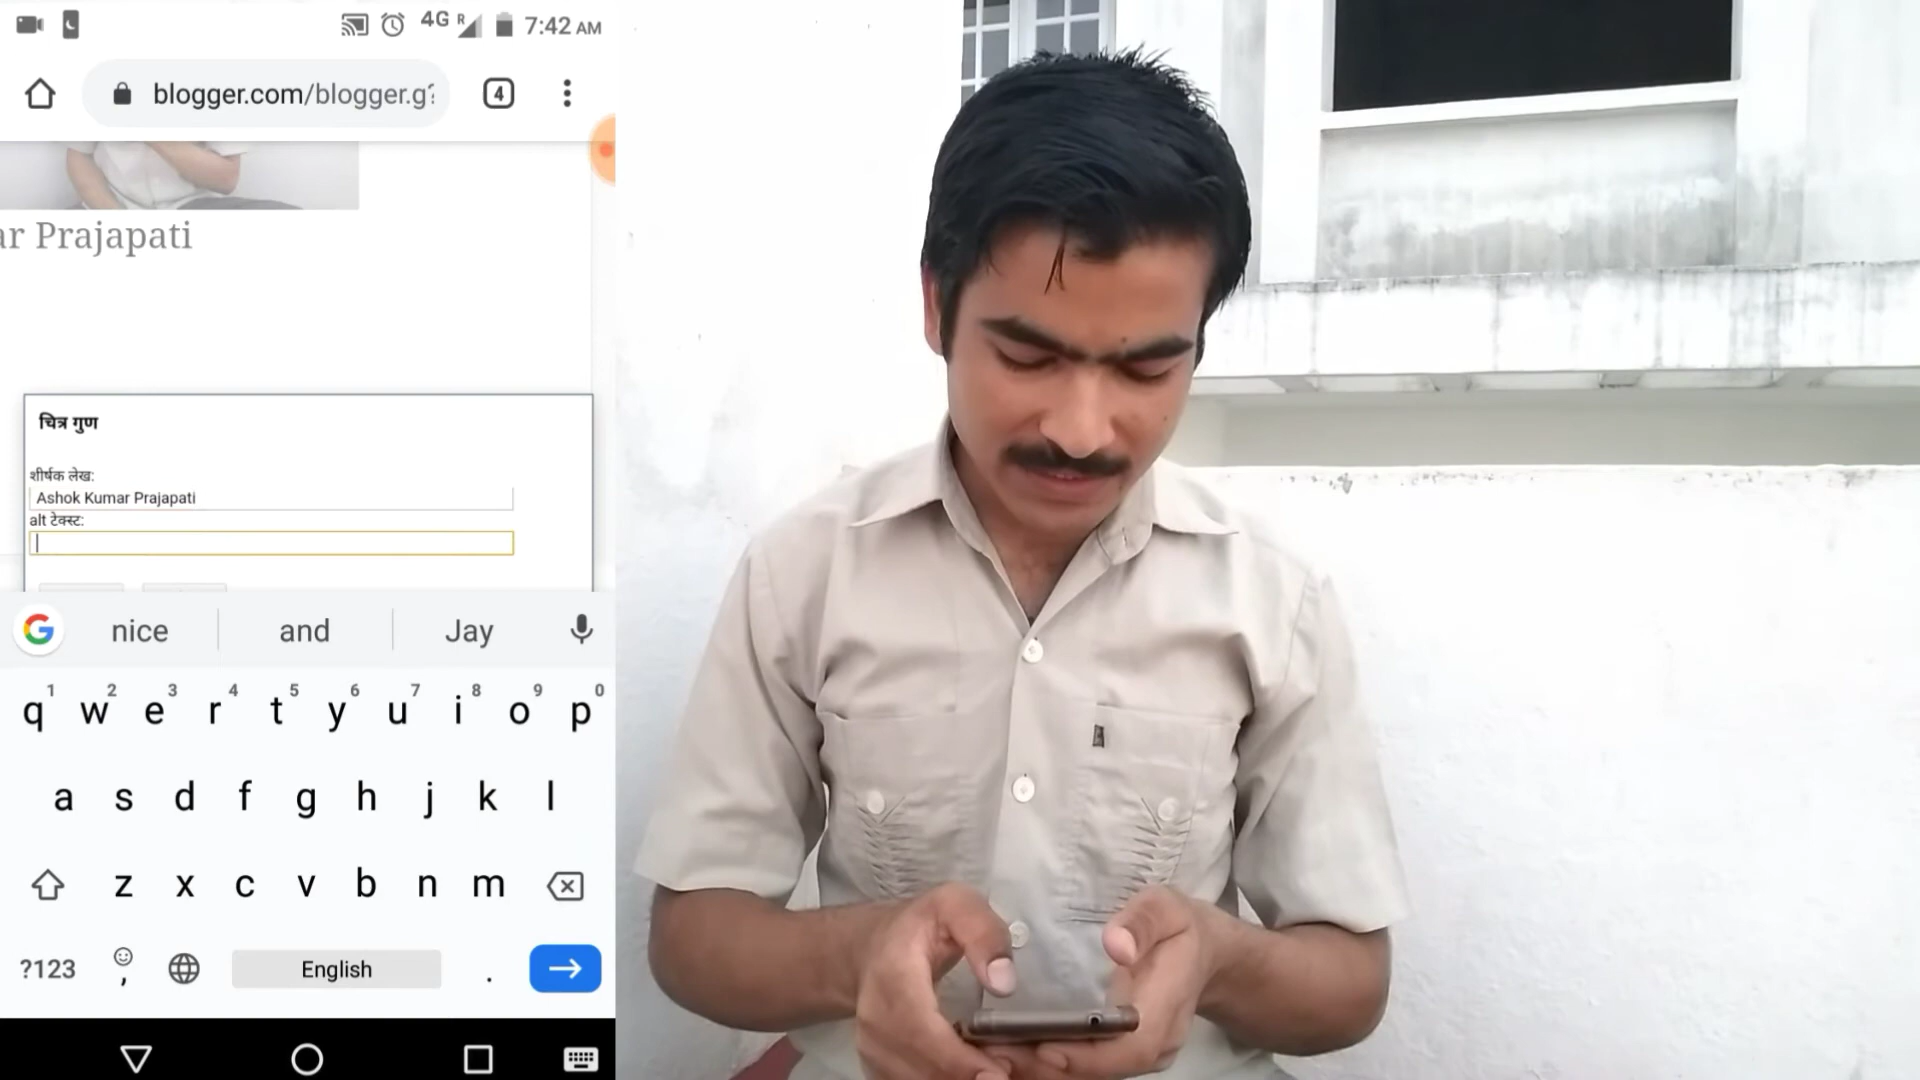 4G R 7:42 AM
blogger.com/blogger.g?
4
ar Prajapati
चित्र गुण
शीर्षक लेख:
Ashok Kumar Prajapati
alt टेक्स्ट:
G nice and Jay
1 2 3 4 5 6 7 8 9 0
q w e r t y u i o p
a s d f g h j k l
z x c v b n m
?123 , English .